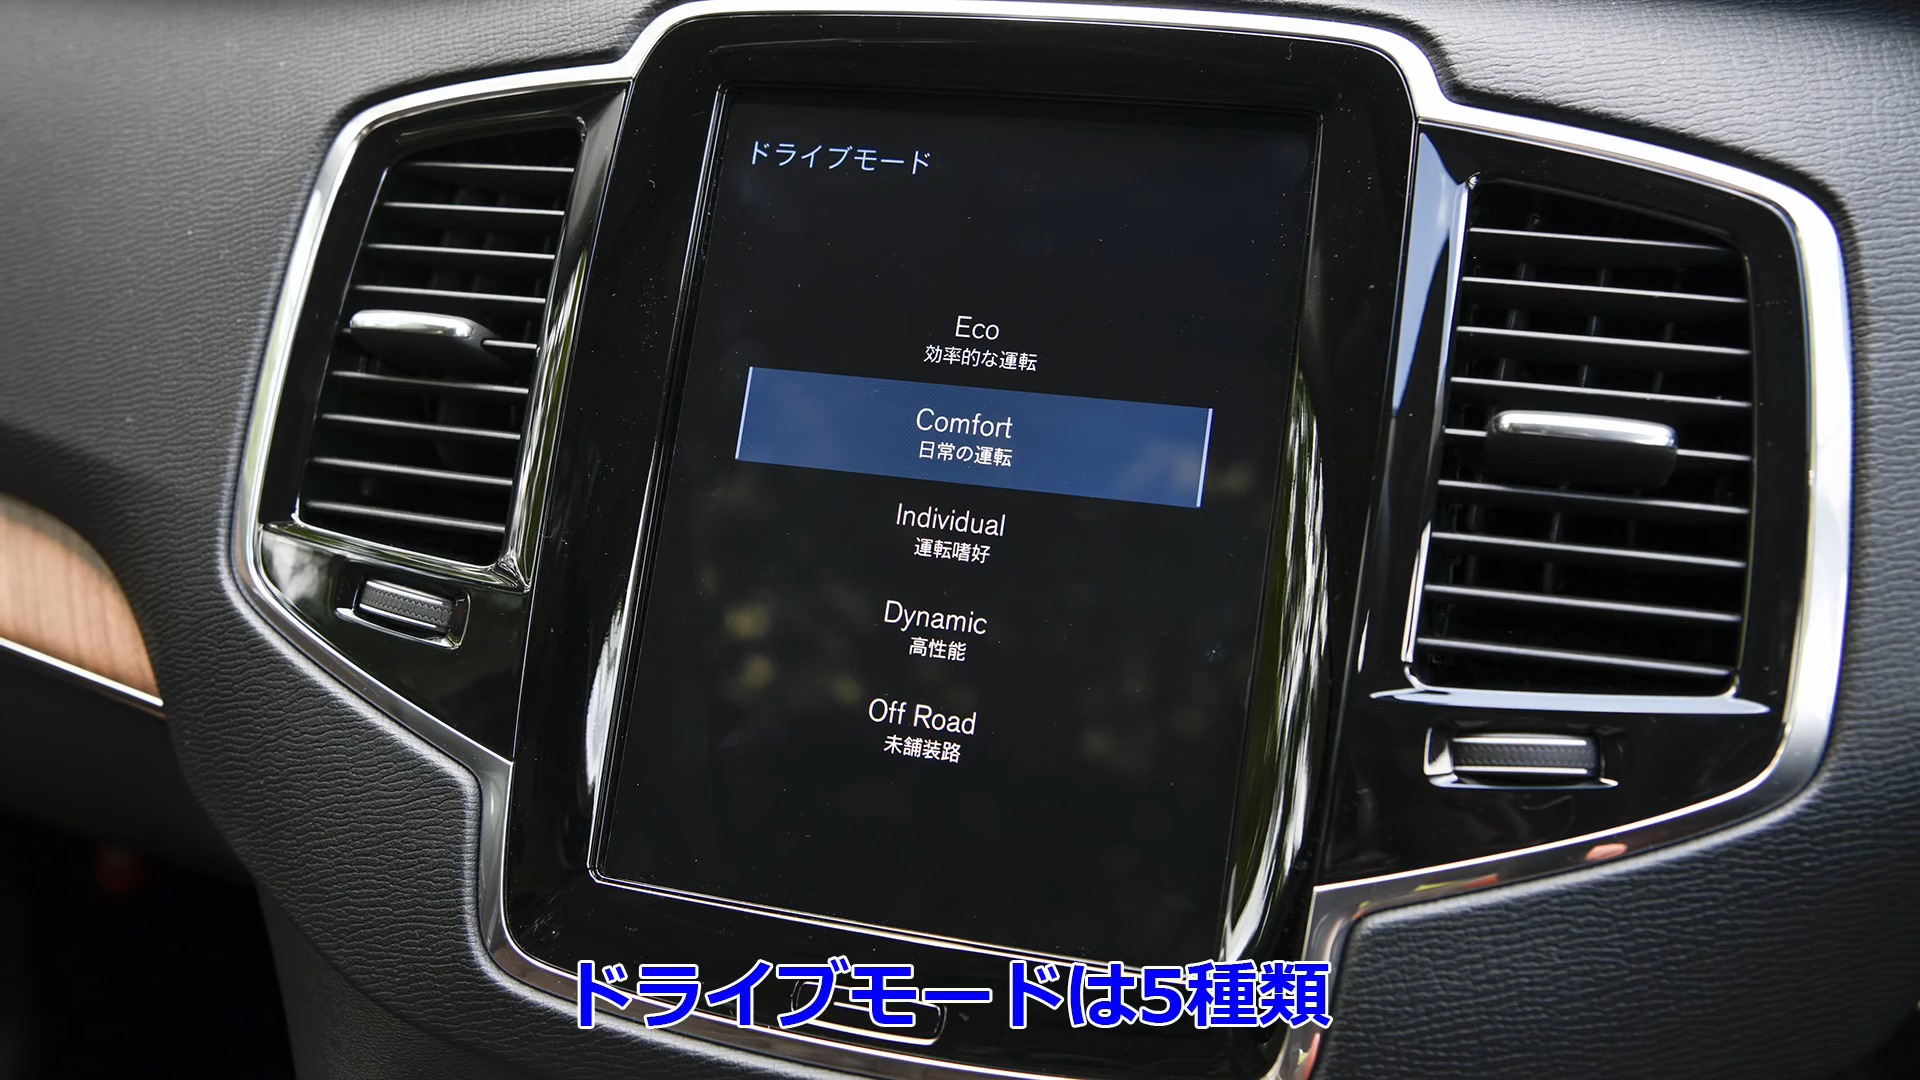 ドライブモード
Eco
効率的な運転
Comfort
日常の運転
Individual
運転嗜好
Dynamic
高性能
Off Road
未舗装路
ドライブモードは5種類